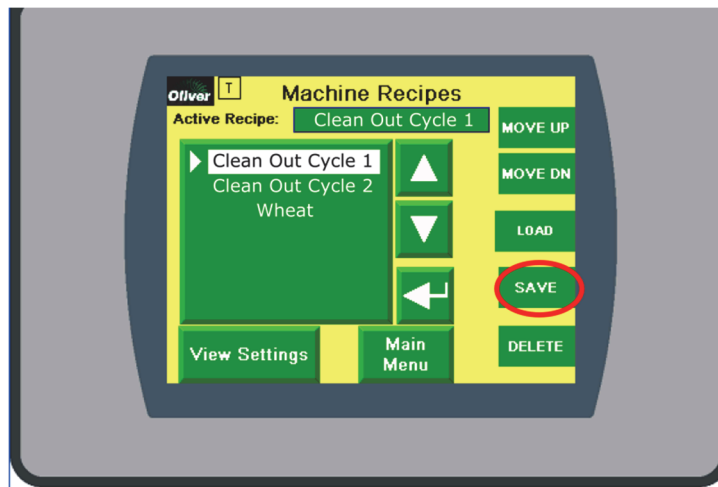 Oliver T Machine Recipes
Active Recipe: Clean Out Cycle 1
MOVE UP
MOVE DN
LOAD
SAVE
DELETE
Clean Out Cycle 1
Clean Out Cycle 2
Wheat
View Settings
Main
Menu